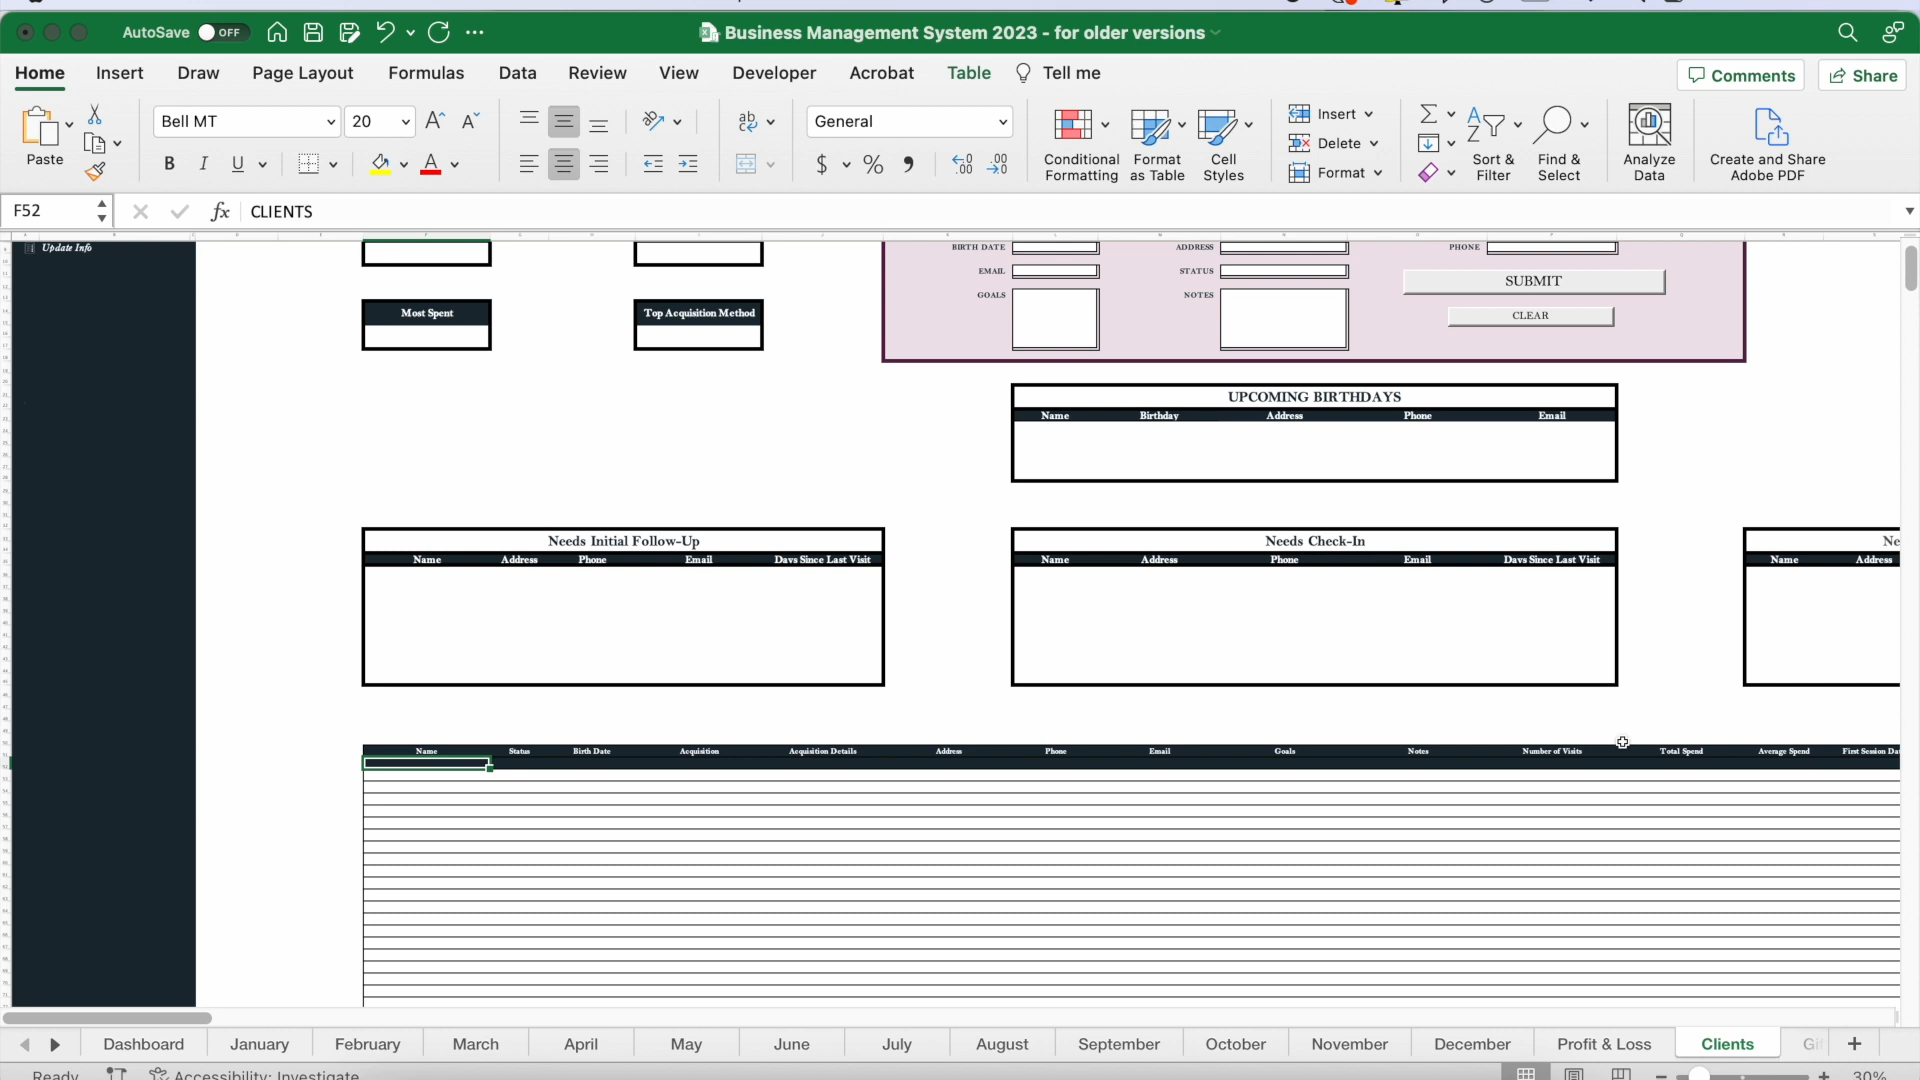 AutoSave OFF
Business Management System 2023 - for older versions
Home Insert Draw Page Layout Formulas Data Review View Developer Acrobat Table Tell me Comments Share
Paste
Bell MT 20
General
Conditional Formatting
Format as Table
Cell Styles
Insert
Delete
Format
Sort & Filter
Find & Select
Analyze Data
Create and Share Adobe PDF
F52 fx CLIENTS
Update Info
BIRTH DATE ADDRESS PHONE
EMAIL STATUS
SUBMIT
GOALS NOTES
CLEAR
Most Spent Top Acquisition Method
UPCOMING BIRTHDAYS
Name Birthday Address Phone Email
Needs Initial Follow-Up
Name Address Phone Email Days Since Last Visit
Needs Check-In
Name Address Phone Email Days Since Last Visit
Ne
Name Address
Name Status Birth Date Acquisition Acquisition Details Address Phone Email Goals Notes Number of Visits Total Spend Average Spend First Session Da
Dashboard January February March April May June July August September October November December Profit & Loss Clients Gi
Ready Accessibility: Investigate 30%